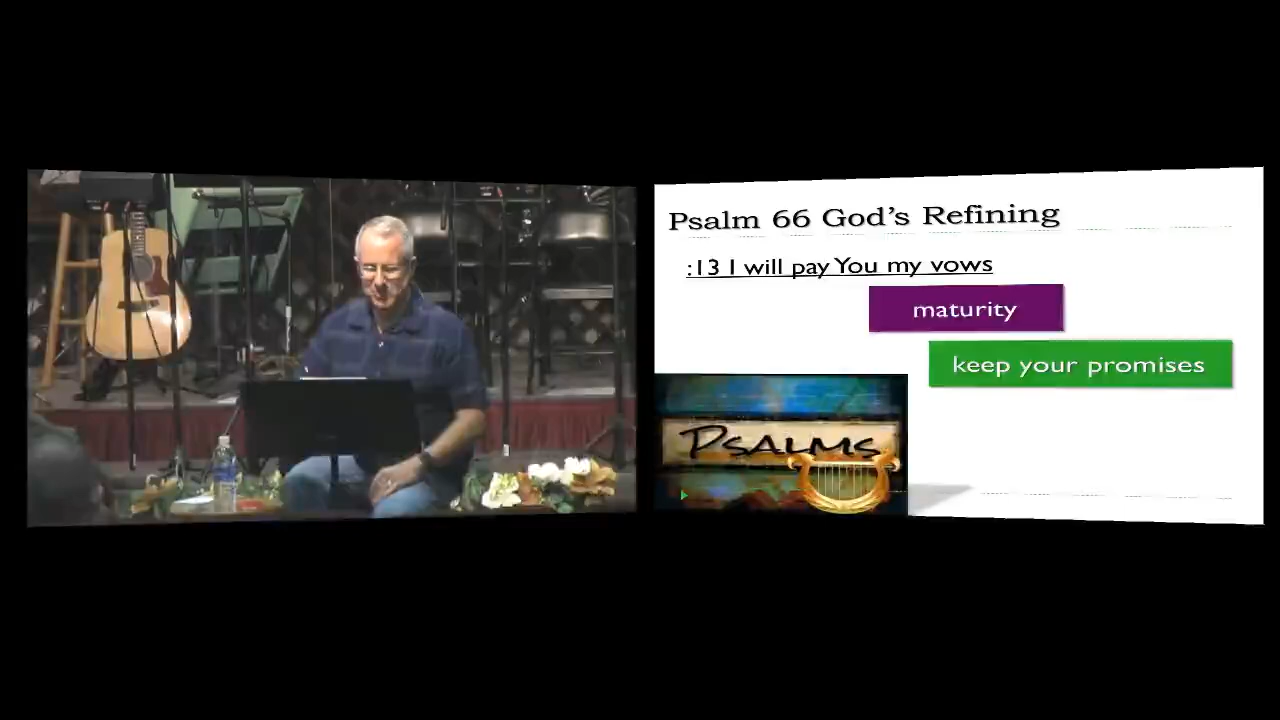 Psalm 66 God's Refining
:13 I will pay You my vows
maturity
keep your promises
PSALMS